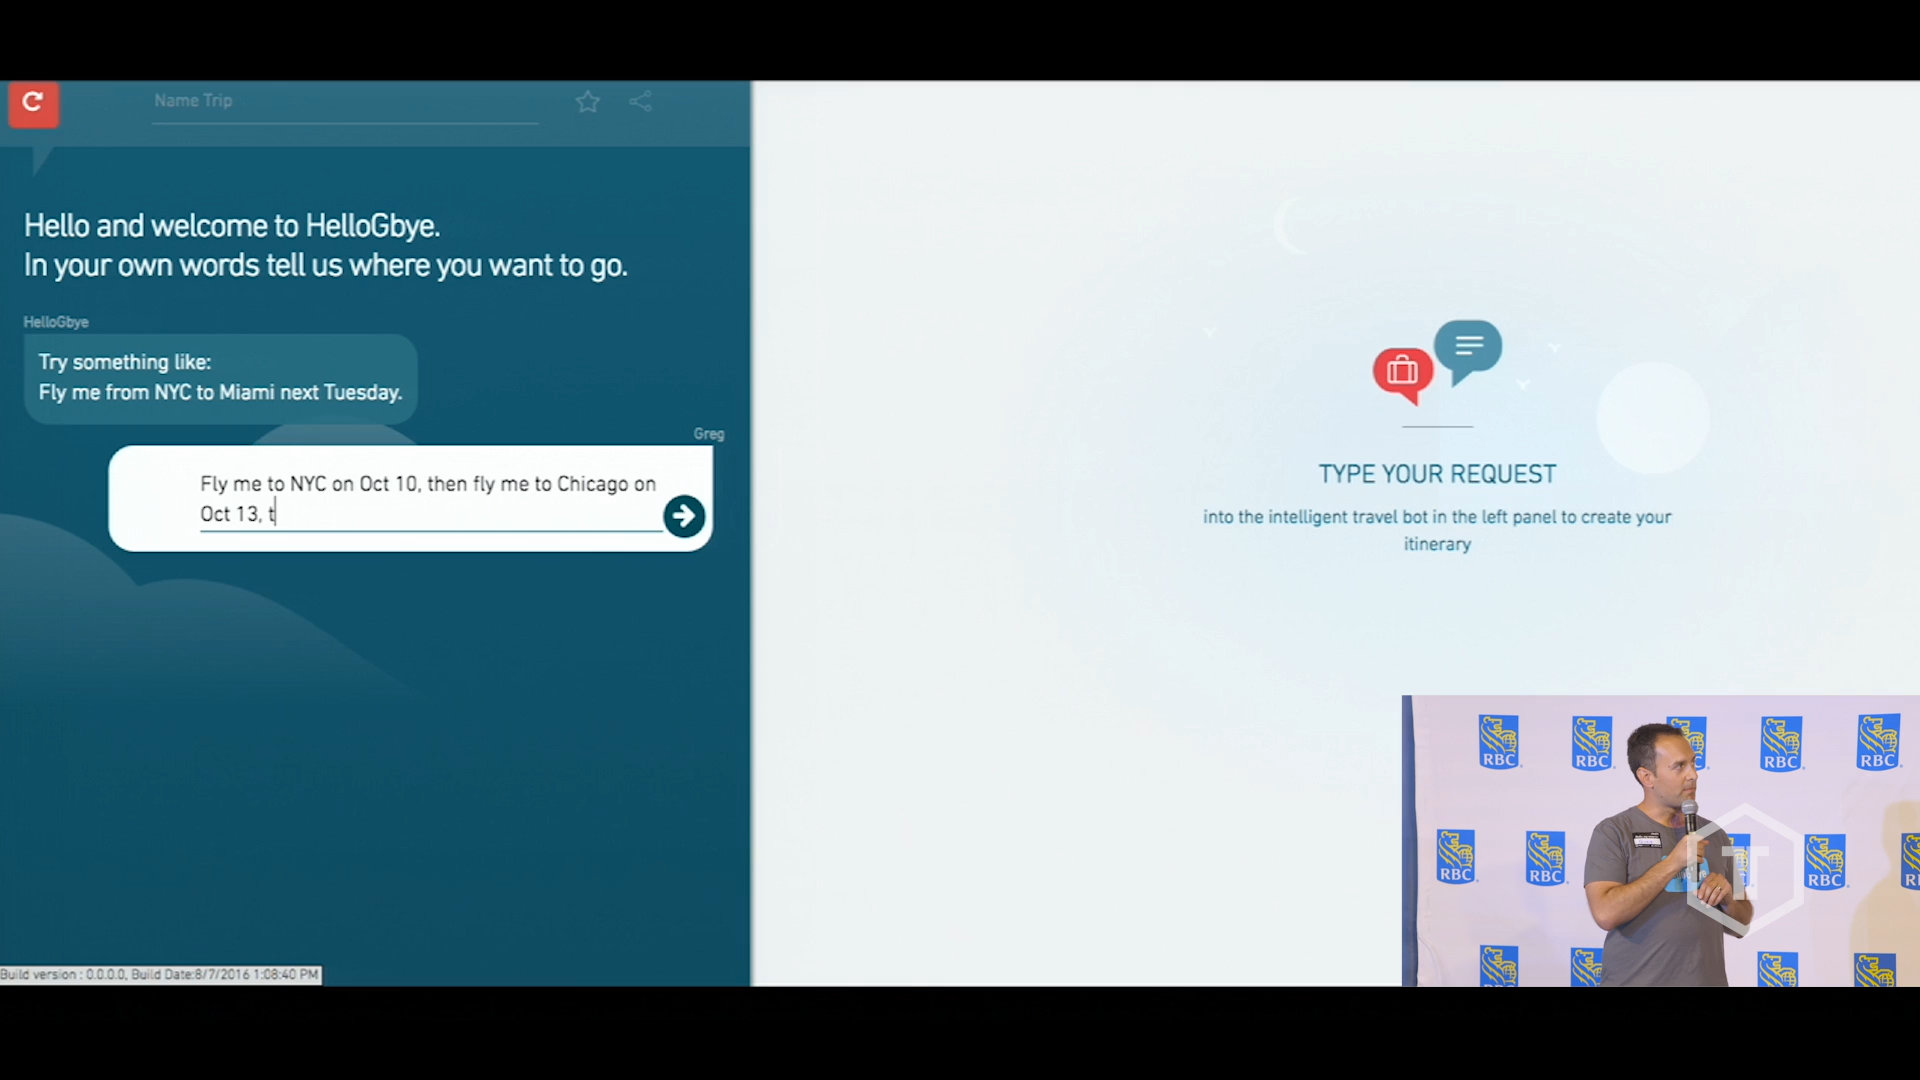 Name Trip
Hello and welcome to HelloGbye.
In your own words tell us where you want to go.
HelloGbye
Try something like:
Fly me from NYC to Miami next Tuesday.
Greg
Fly me to NYC on Oct 10, then fly me to Chicago on
Oct 13, t
Build version : 0.0.0.0, Build Date:8/7/2016 1:08:40 PM
TYPE YOUR REQUEST
into the intelligent travel bot in the left panel to create your
itinerary
RBC
RBC
RBC
RBC
RBC
RBC
RBC